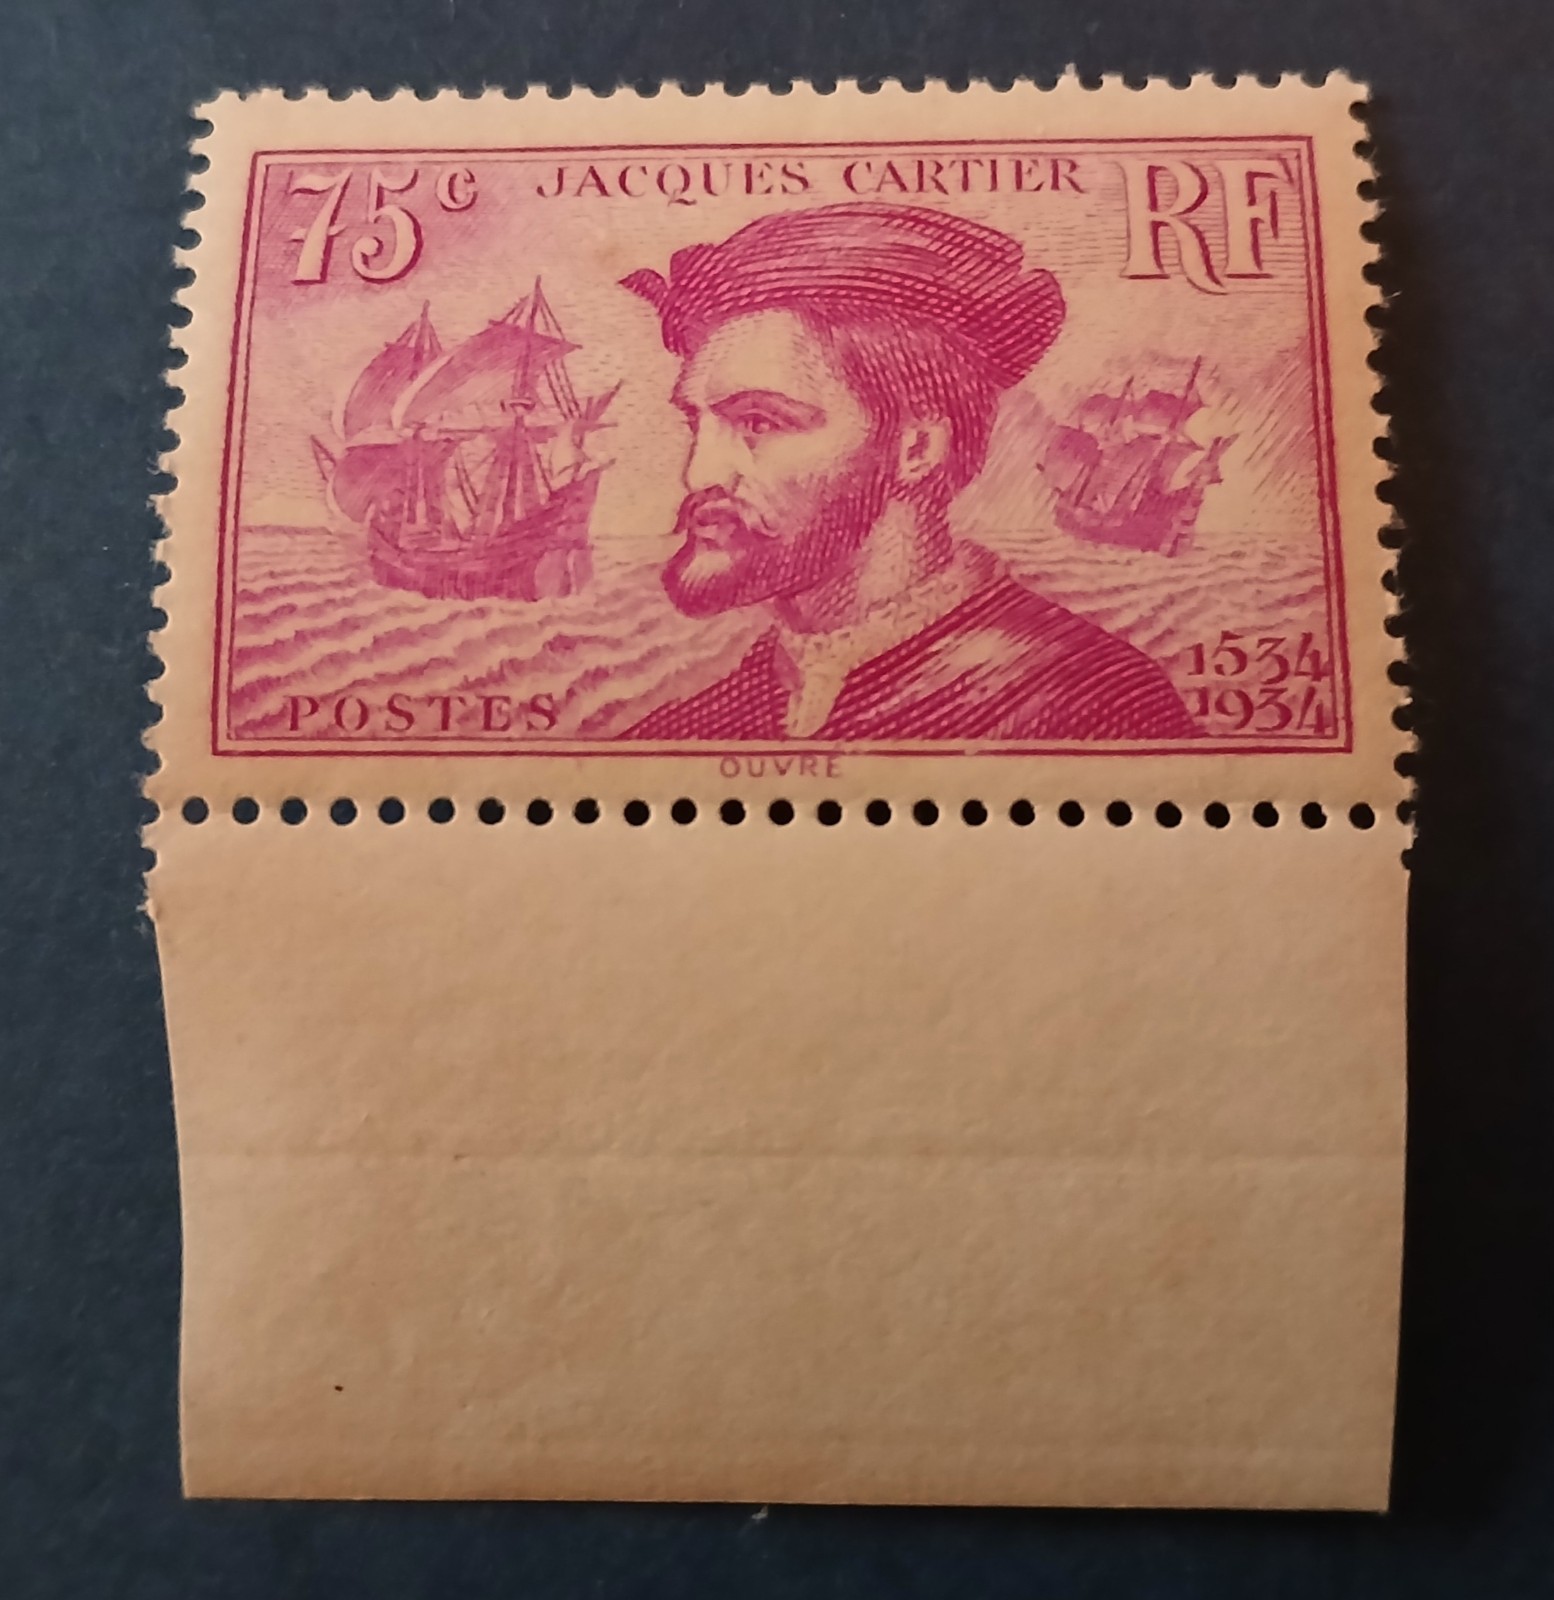 75c JACQUES CARTIER RF
POSTES
1534
1934
OUVRÉ